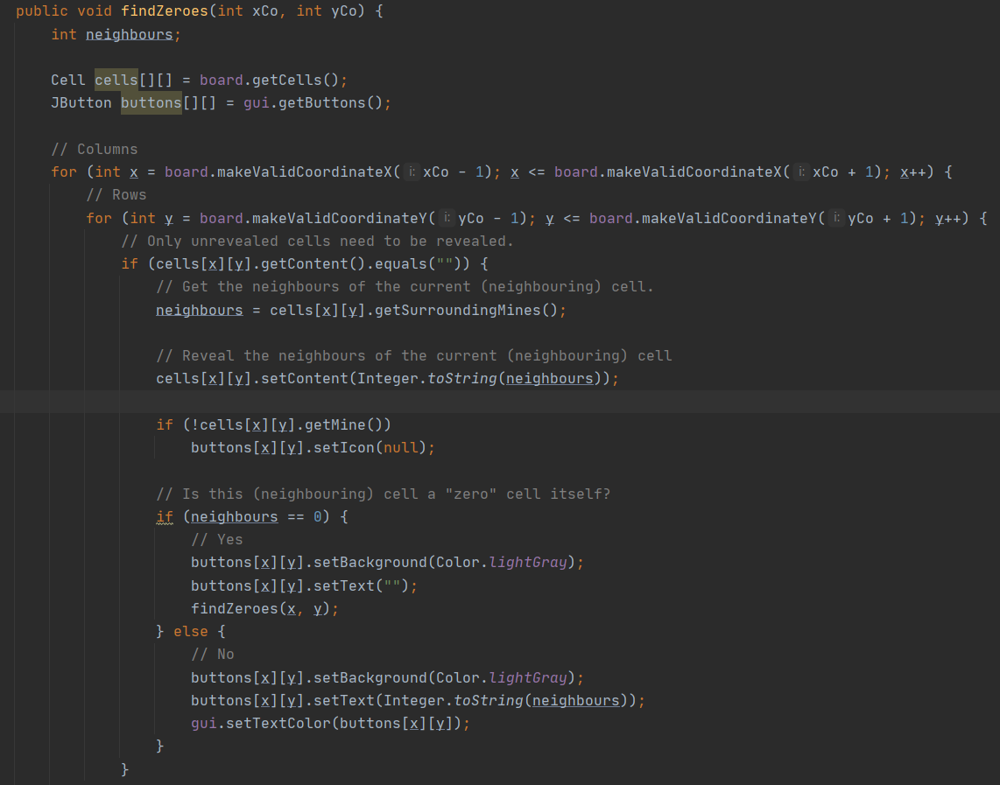 public void findZeroes(int xCo, int yCo) {
    int neighbours;

    Cell cells[][] = board.getCells();
    JButton buttons[][] = gui.getButtons();

    // Columns
    for (int x = board.makeValidCoordinateX( i: xCo - 1); x <= board.makeValidCoordinateX( i: xCo + 1); x++) {
        // Rows
        for (int y = board.makeValidCoordinateY( i: yCo - 1); y <= board.makeValidCoordinateY( i: yCo + 1); y++) {
            // Only unrevealed cells need to be revealed.
            if (cells[x][y].getContent().equals("")) {
                // Get the neighbours of the current (neighbouring) cell.
                neighbours = cells[x][y].getSurroundingMines();

                // Reveal the neighbours of the current (neighbouring) cell
                cells[x][y].setContent(Integer.toString(neighbours));

                if (!cells[x][y].getMine())
                    buttons[x][y].setIcon(null);

                // Is this (neighbouring) cell a "zero" cell itself?
                if (neighbours == 0) {
                    // Yes
                    buttons[x][y].setBackground(Color.lightGray);
                    buttons[x][y].setText("");
                    findZeroes(x, y);
                } else {
                    // No
                    buttons[x][y].setBackground(Color.lightGray);
                    buttons[x][y].setText(Integer.toString(neighbours));
                    gui.setTextColor(buttons[x][y]);
                }
            }